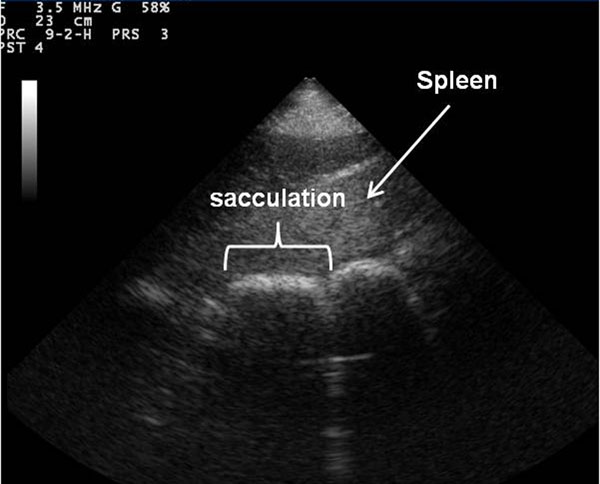 F 3.5 MHz G 58%
D 23 cm
PRC 9-2-H PRS 3
PST 4
Spleen
sacculation